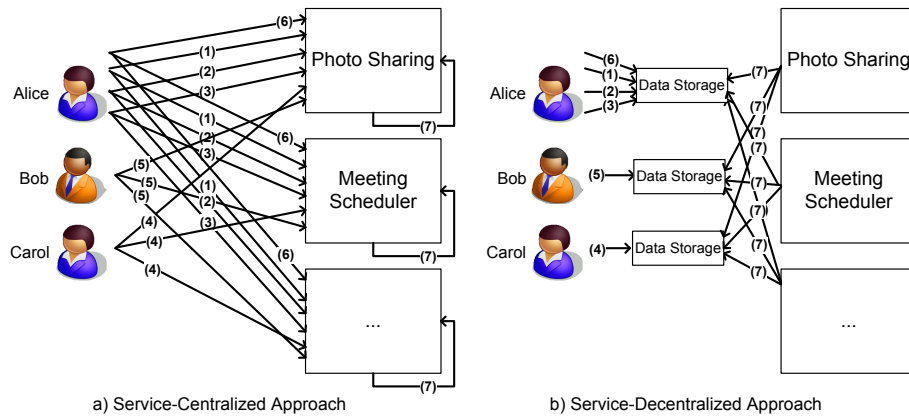 (6)
(1)
(2)
(3)
Photo Sharing
Alice
(7)
(1)
(2)
(3)
(6)
(5)
(5)
(5)
Bob
Meeting
Scheduler
(1)
(2)
(3)
(4)
(4)
(4)
Carol
(6)
(7)
...
(7)
a) Service-Centralized Approach
(6)
(1)
(2)
(3)
Alice
Data Storage
(7)
Photo Sharing
(7)
(7)
(7)
Bob
(5)
Data Storage
(7)
Meeting
Scheduler
(7)
Carol
(4)
Data Storage
(7)
(7)
...
b) Service-Decentralized Approach